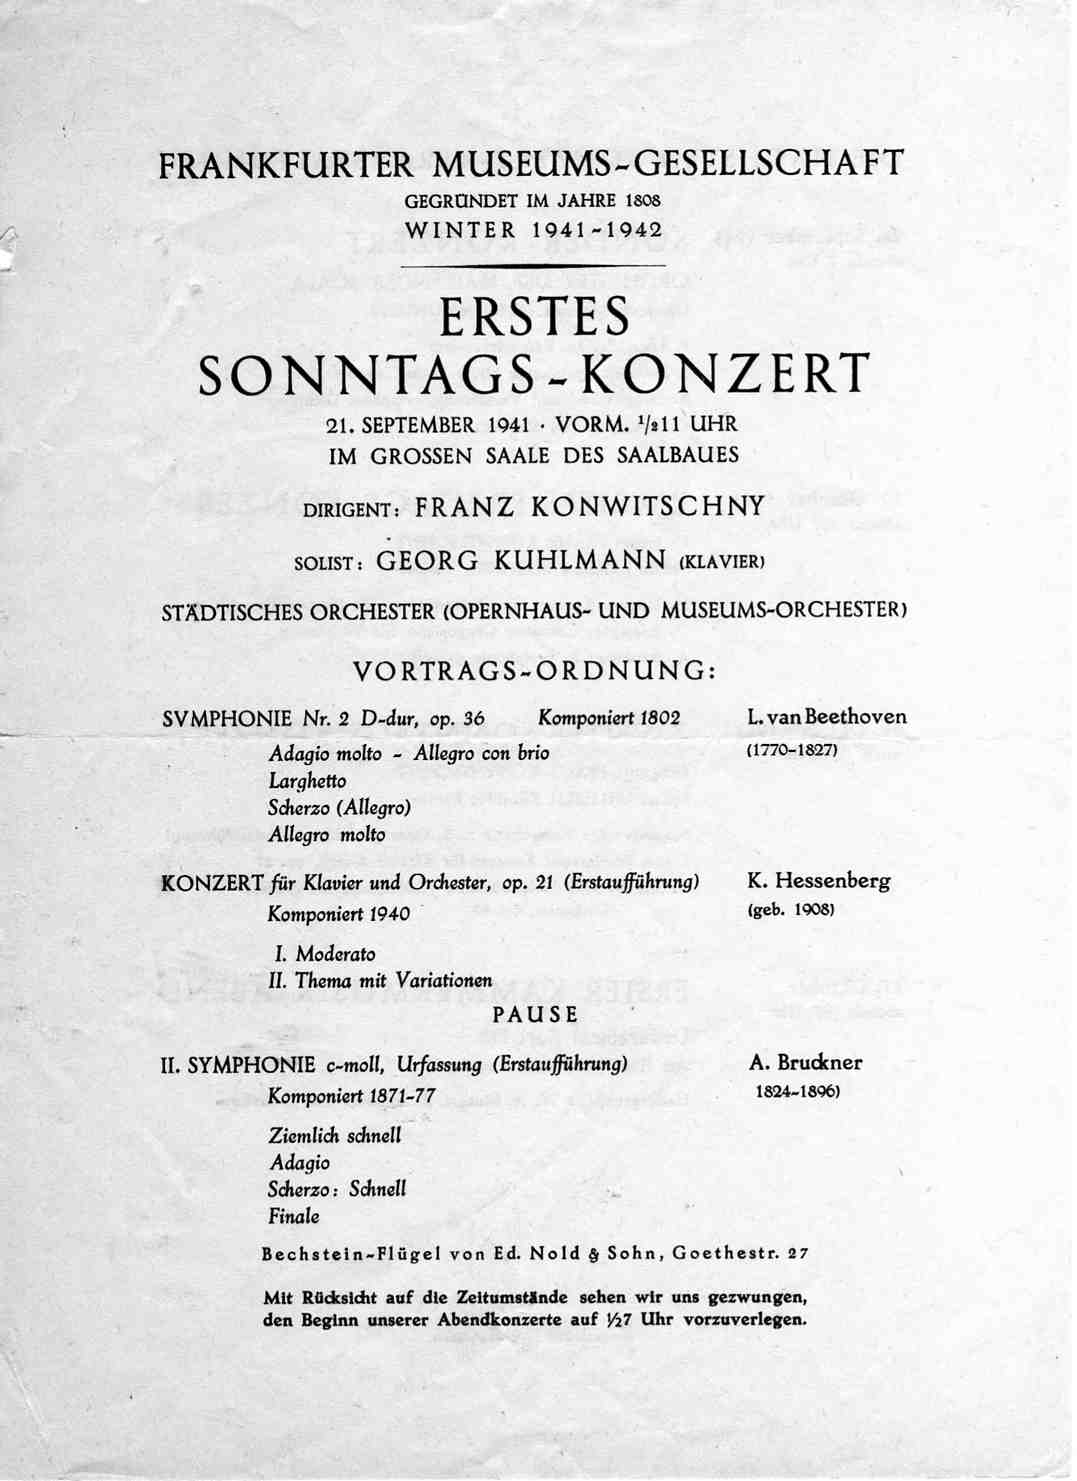 FRANKFURTER MUSEUMS-GESELLSCHAFT
GEGRÜNDET IM JAHRE 1808
WINTER 1941-1942
ERSTES
SONNTAGS-KONZERT
21. SEPTEMBER 1941 · VORM. 1/211 UHR
IM GROSSEN SAALE DES SAALBAUES
DIRIGENT: FRANZ KONWITSCHNY
SOLIST: GEORG KUHLMANN (KLAVIER)
STÄDTISCHES ORCHESTER (OPERNHAUS- UND MUSEUMS-ORCHESTER)
VORTRAGS-ORDNUNG:
SVMPHONIE Nr. 2 D-dur, op. 36 Komponiert 1802 L. van Beethoven
Adagio molto - Allegro con brio (1770-1827)
Larghetto
Scherzo (Allegro)
Allegro molto
KONZERT für Klavier und Orchester, op. 21 (Erstaufführung) K. Hessenberg
Komponiert 1940 (geb. 1908)
I. Moderato
II. Thema mit Variationen
PAUSE
II. SYMPHONIE c-moll, Urfassung (Erstaufführung) A. Bruckner
Komponiert 1871-77 1824-1896)
Ziemlich schnell
Adagio
Scherzo: Schnell
Finale
Bechstein-Flügel von Ed. Nold & Sohn, Goethestr. 27
Mit Rücksicht auf die Zeitumstände sehen wir uns gezwungen,
den Beginn unserer Abendkonzerte auf ½7 Uhr vorzuverlegen.